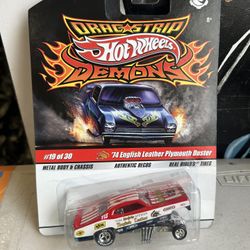 DRAG STRIP
Hot Wheels
DEMONS
#19 of 30
'74 English Leather Plymouth Duster
METAL BODY & CHASSIS
AUTHENTIC DECOS
REAL RIDERS® TIRES